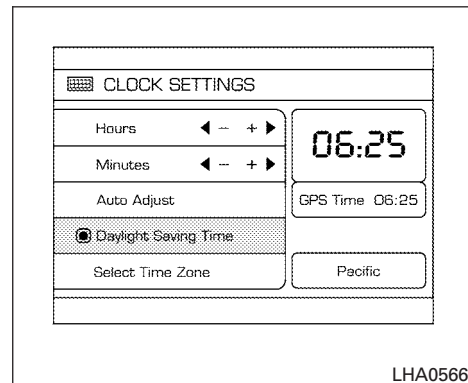 CLOCK SETTINGS
Hours ◀ - + ▶
Minutes ◀ - + ▶
06:25
Auto Adjust
GPS Time 06:25
Daylight Saving Time
Select Time Zone
Pacific
LHA0566